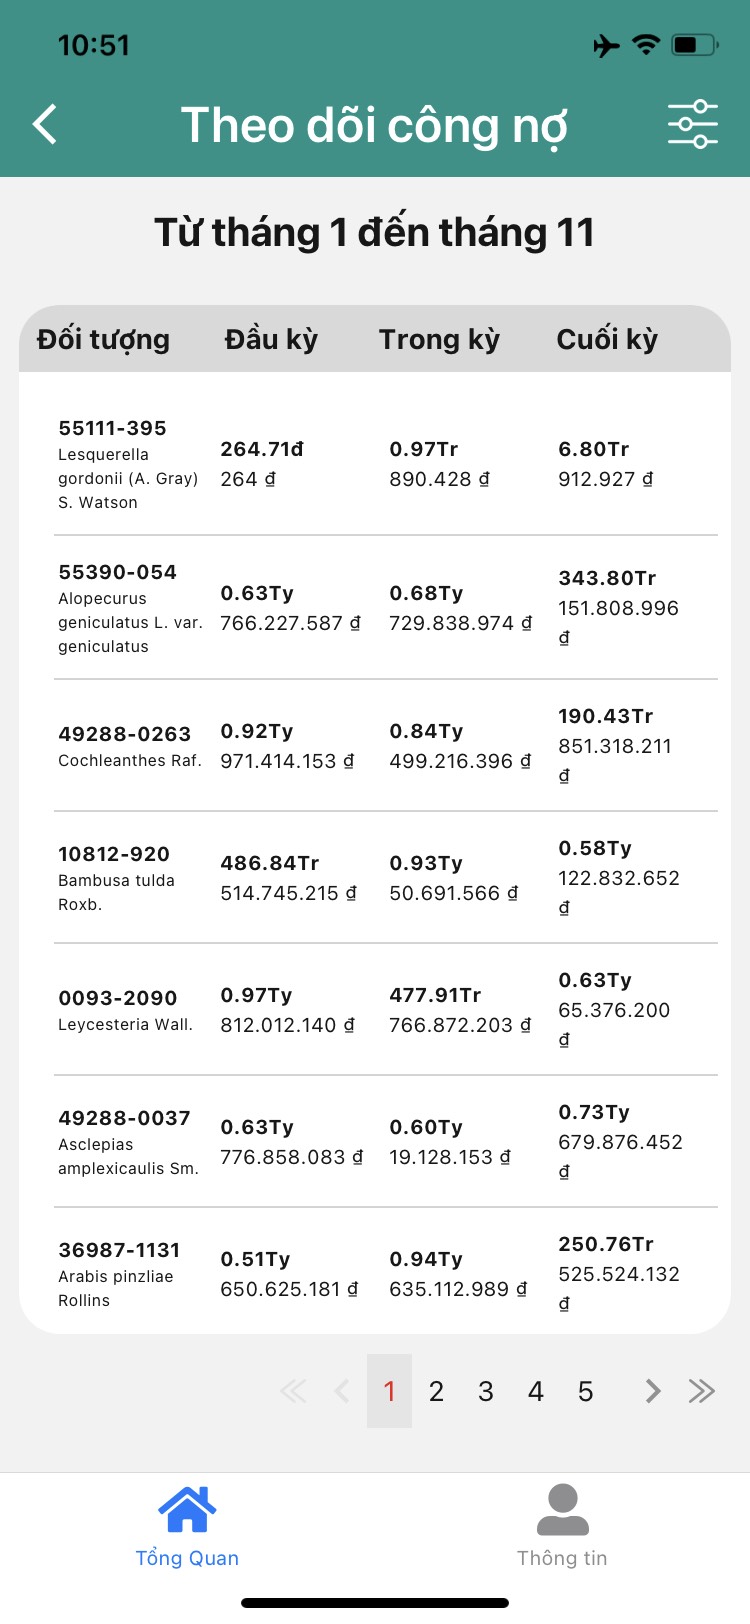 10:51
Theo dõi công nợ
Từ tháng 1 đến tháng 11
Đối tượng Đầu kỳ Trong kỳ Cuối kỳ
55111-395
Lesquerella
gordonii (A. Gray)
S. Watson
264.71đ
264 ₫
0.97Tr
890.428 ₫
6.80Tr
912.927 ₫
55390-054
Alopecurus
geniculatus L. var.
geniculatus
0.63Ty
766.227.587 ₫
0.68Ty
729.838.974 ₫
343.80Tr
151.808.996
₫
49288-0263
Cochleanthes Raf.
0.92Ty
971.414.153 ₫
0.84Ty
499.216.396 ₫
190.43Tr
851.318.211
₫
10812-920
Bambusa tulda
Roxb.
486.84Tr
514.745.215 ₫
0.93Ty
50.691.566 ₫
0.58Ty
122.832.652
₫
0093-2090
Leycesteria Wall.
0.97Ty
812.012.140 ₫
477.91Tr
766.872.203 ₫
0.63Ty
65.376.200
₫
49288-0037
Asclepias
amplexicaulis Sm.
0.63Ty
776.858.083 ₫
0.60Ty
19.128.153 ₫
0.73Ty
679.876.452
₫
36987-1131
Arabis pinzliae
Rollins
0.51Ty
650.625.181 ₫
0.94Ty
635.112.989 ₫
250.76Tr
525.524.132
₫
1 2 3 4 5
Tổng Quan Thông tin